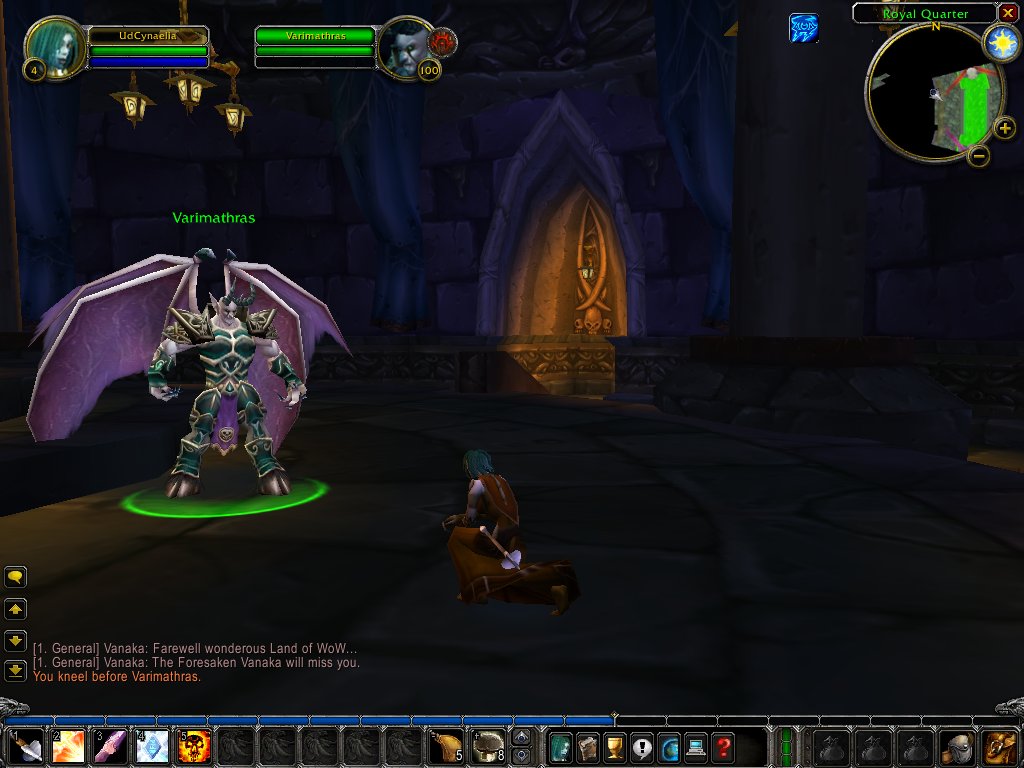 Royal Quarter
N
UdCynaella
Varimathras
4
100
Varimathras
[1. General] Vanaka: Farewell wonderous Land of WoW...
[1. General] Vanaka: The Foresaken Vanaka will miss you.
You kneel before Varimathras.
1 2 3 4 5 5 8